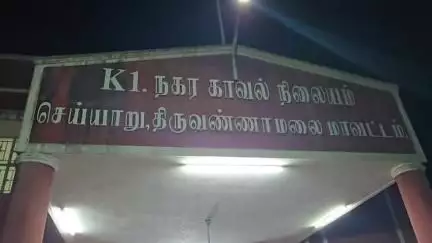 K1. நகர காவல் நிலையம்
செய்யாறு,திருவண்ணாமலை மாவட்டம்